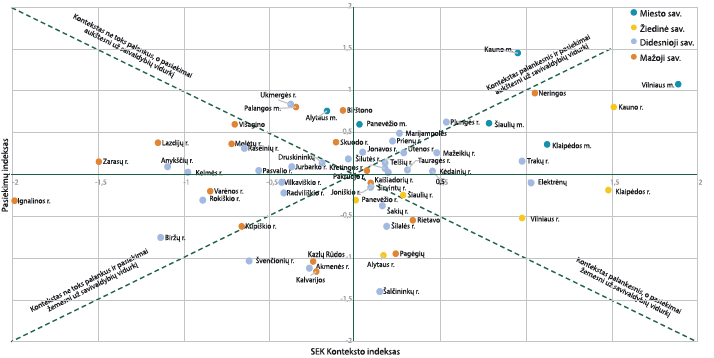 2
Kontekstas ne toks palankus, o pasiekimai
aukštesni už savivaldybių vidurkį
Kontekstas palankesnis ir pasiekimai
aukštesni už savivaldybių vidurkį
Miesto sav.
Žiedinė sav.
Didesnioji sav.
Mažoji sav.
1,5
Kauno m.
Vilniaus m.
1
Ukmergės r.
Palangos m.
Alytaus m.
Birštono
Neringos
Kauno r.
Visagino
Panevėžio m.
Plungės r.
Šiaulių m.
0,5
Marijampolės
Lazdijų r.
Molėtų r.
Raseinių r.
Skuodo r.
Prienų r.
Klaipėdos m.
Jonavos r.
Utenos r.
Mažeikių r.
Zarasų r.
Anykščių r.
Druskininkų
Šilutės r.
Telšių r.
Tauragės r.
Trakų r.
Kelmės r.
Pasvalio r.
Jurbarko r.
Kretingos r.
Kėdainių r.
Pakruojo r.
-2
-1
0,5
1
1,5
2
Vilkaviškio r.
Kaišiadorių r.
Elektrėnų
Varėnos r.
Radviliškio r.
Joniškio r.
Širvintų r.
Šiaulių r.
Klaipėdos r.
Ignalinos r.
Rokiškio r.
Panevėžio r.
Šakių r.
-0,5
Kupiškio r.
Rietavo
Vilniaus r.
Šilalės r.
Biržų r.
Švenčionių r.
Kazlų Rūdos
Pagėgių
-1
Akmenės r.
Alytaus r.
Kalvarijos
Šalčininkų r.
-1,5
Kontekstas ne toks palankus ir pasiekimai
žemesni už savivaldybių vidurkį
Kontekstas palankesnis, o pasiekimai
žemesni už savivaldybių vidurkį
-2
Pasiekimų indeksas
SEK Konteksto indeksas